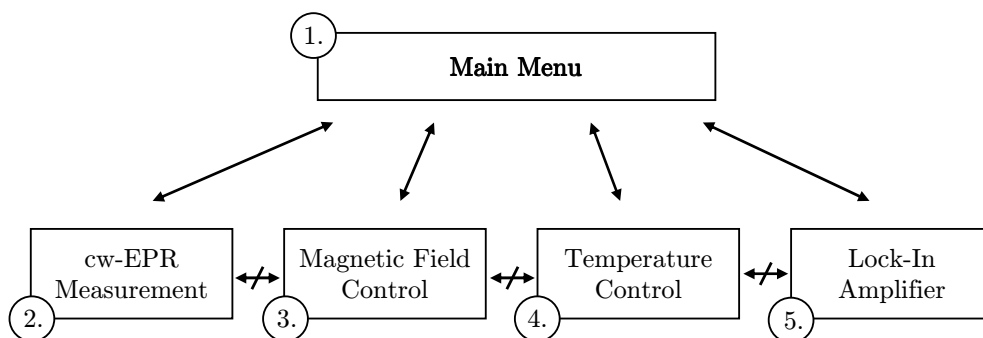 1.
Main Menu
cw-EPR
Measurement
2.
Magnetic Field
Control
3.
Temperature
Control
4.
Lock-In
Amplifier
5.